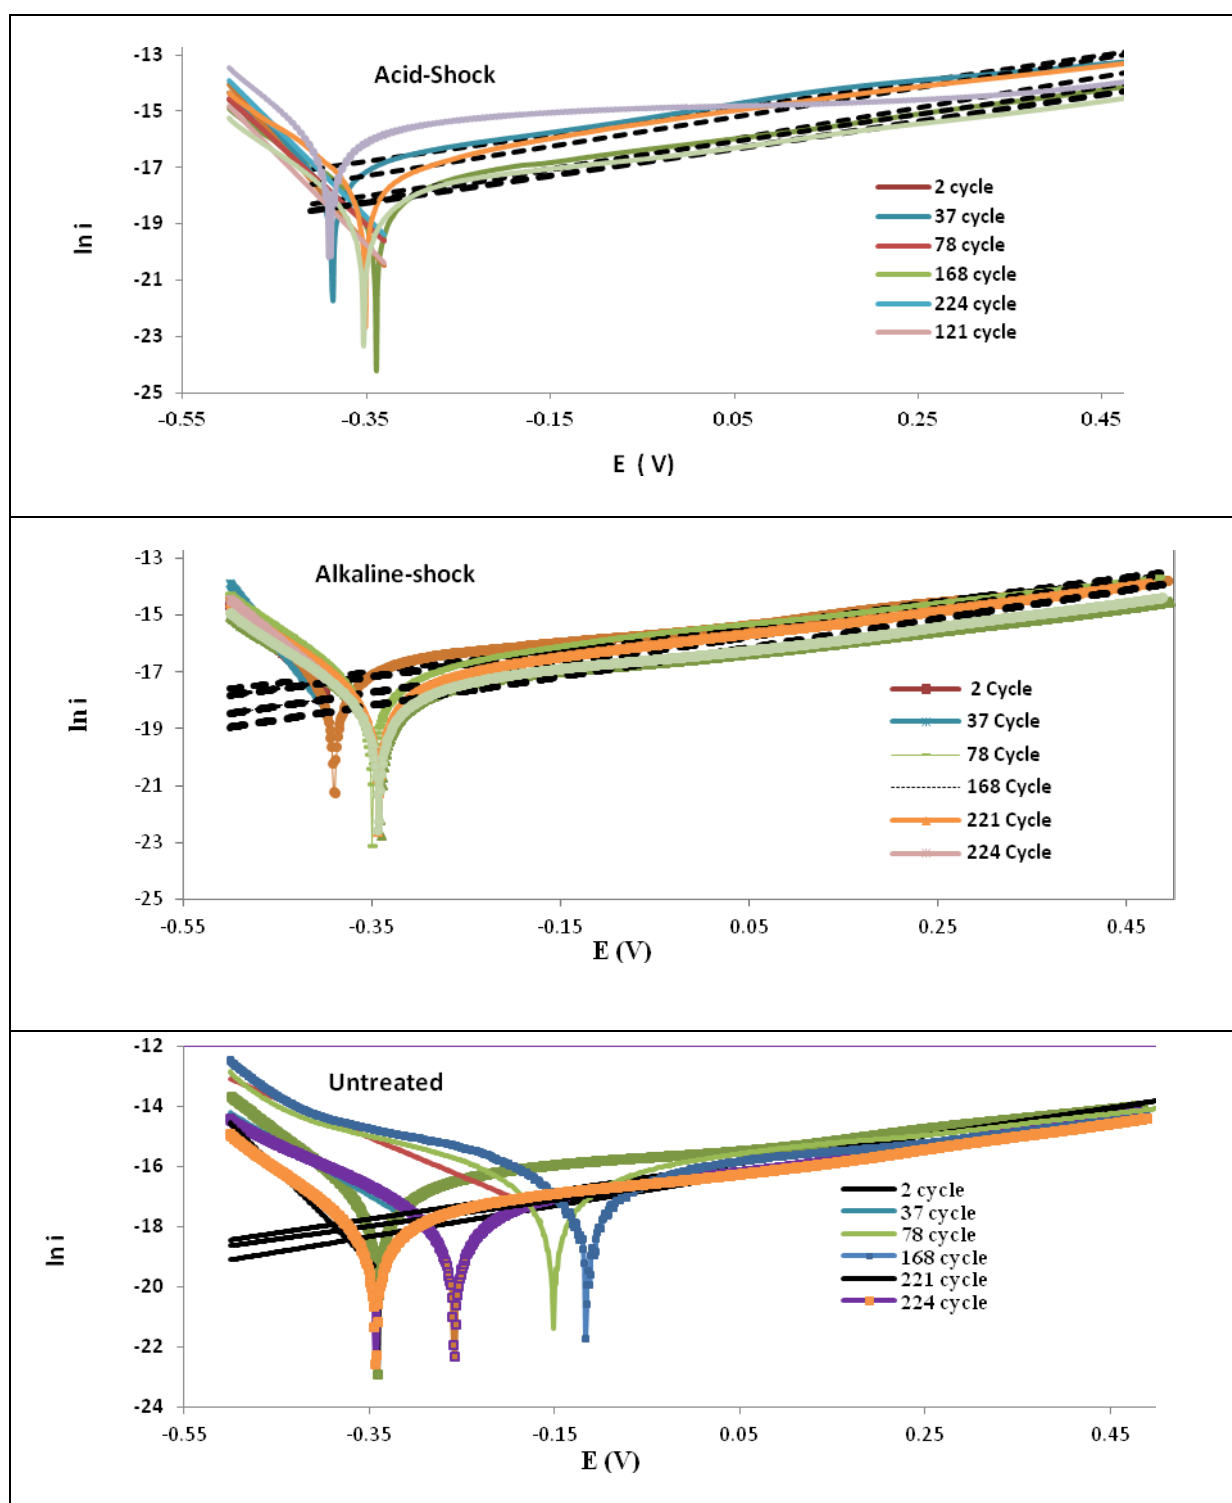 Acid-Shock
-13
-15
-17
-19
-21
-23
-25
ln i
2 cycle
37 cycle
78 cycle
168 cycle
224 cycle
121 cycle
-0.55 -0.35 -0.15 0.05 0.25 0.45
E ( V)
Alkaline-shock
-13
-15
-17
-19
-21
-23
-25
ln i
2 Cycle
37 Cycle
78 Cycle
168 Cycle
221 Cycle
224 Cycle
-0.55 -0.35 -0.15 0.05 0.25 0.45
E (V)
Untreated
-12
-14
-16
-18
-20
-22
-24
ln i
2 cycle
37 cycle
78 cycle
168 cycle
221 cycle
224 cycle
-0.55 -0.35 -0.15 0.05 0.25 0.45
E (V)